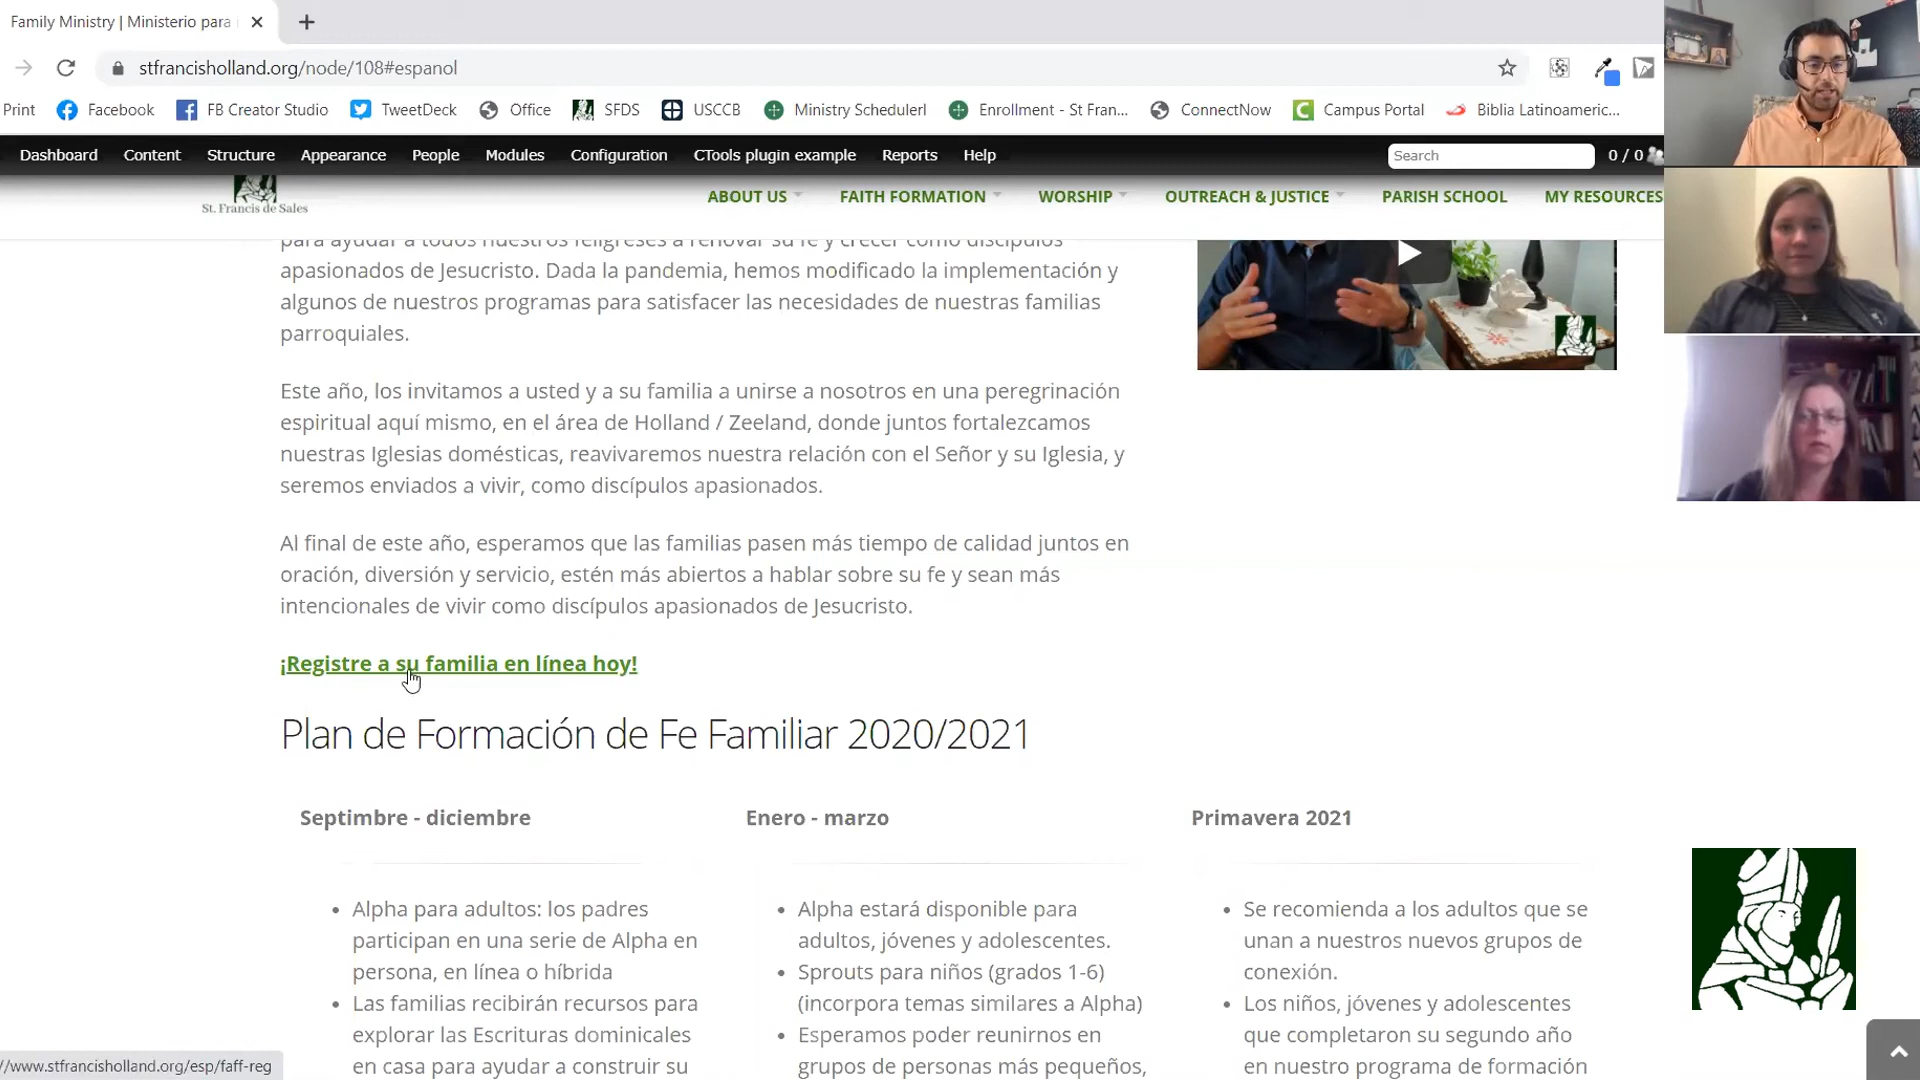 Family Ministry | Ministerio para
stfrancisholland.org/node/108#espanol
Print Facebook FB Creator Studio TweetDeck Office SFDS USCCB Ministry Schedulerl Enrollment - St Fran... ConnectNow Campus Portal Biblia Latinoameric...
Dashboard Content Structure Appearance People Modules Configuration CTools plugin example Reports Help Search 0 / 0
St. Francis de Sales
ABOUT US FAITH FORMATION WORSHIP OUTREACH & JUSTICE PARISH SCHOOL MY RESOURCES
para ayudar a todos nuestros feligreses a renovar su fe y crecer como discípulos
apasionados de Jesucristo. Dada la pandemia, hemos modificado la implementación y
algunos de nuestros programas para satisfacer las necesidades de nuestras familias
parroquiales.
Este año, los invitamos a usted y a su familia a unirse a nosotros en una peregrinación
espiritual aquí mismo, en el área de Holland / Zeeland, donde juntos fortalezcamos
nuestras Iglesias domésticas, reavivaremos nuestra relación con el Señor y su Iglesia, y
seremos enviados a vivir, como discípulos apasionados.
Al final de este año, esperamos que las familias pasen más tiempo de calidad juntos en
oración, diversión y servicio, estén más abiertos a hablar sobre su fe y sean más
intencionales de vivir como discípulos apasionados de Jesucristo.
¡Registre a su familia en línea hoy!
Plan de Formación de Fe Familiar 2020/2021
Septimbre - diciembre
Alpha para adultos: los padres
participan en una serie de Alpha en
persona, en línea o híbrida
Las familias recibirán recursos para
explorar las Escrituras dominicales
en casa para ayudar a construir su
Enero - marzo
Alpha estará disponible para
adultos, jóvenes y adolescentes.
Sprouts para niños (grados 1-6)
(incorpora temas similares a Alpha)
Esperamos poder reunirnos en
grupos de personas más pequeños,
Primavera 2021
Se recomienda a los adultos que se
unan a nuestros nuevos grupos de
conexión.
Los niños, jóvenes y adolescentes
que completaron su segundo año
en nuestro programa de formación
//www.stfrancisholland.org/esp/faff-reg